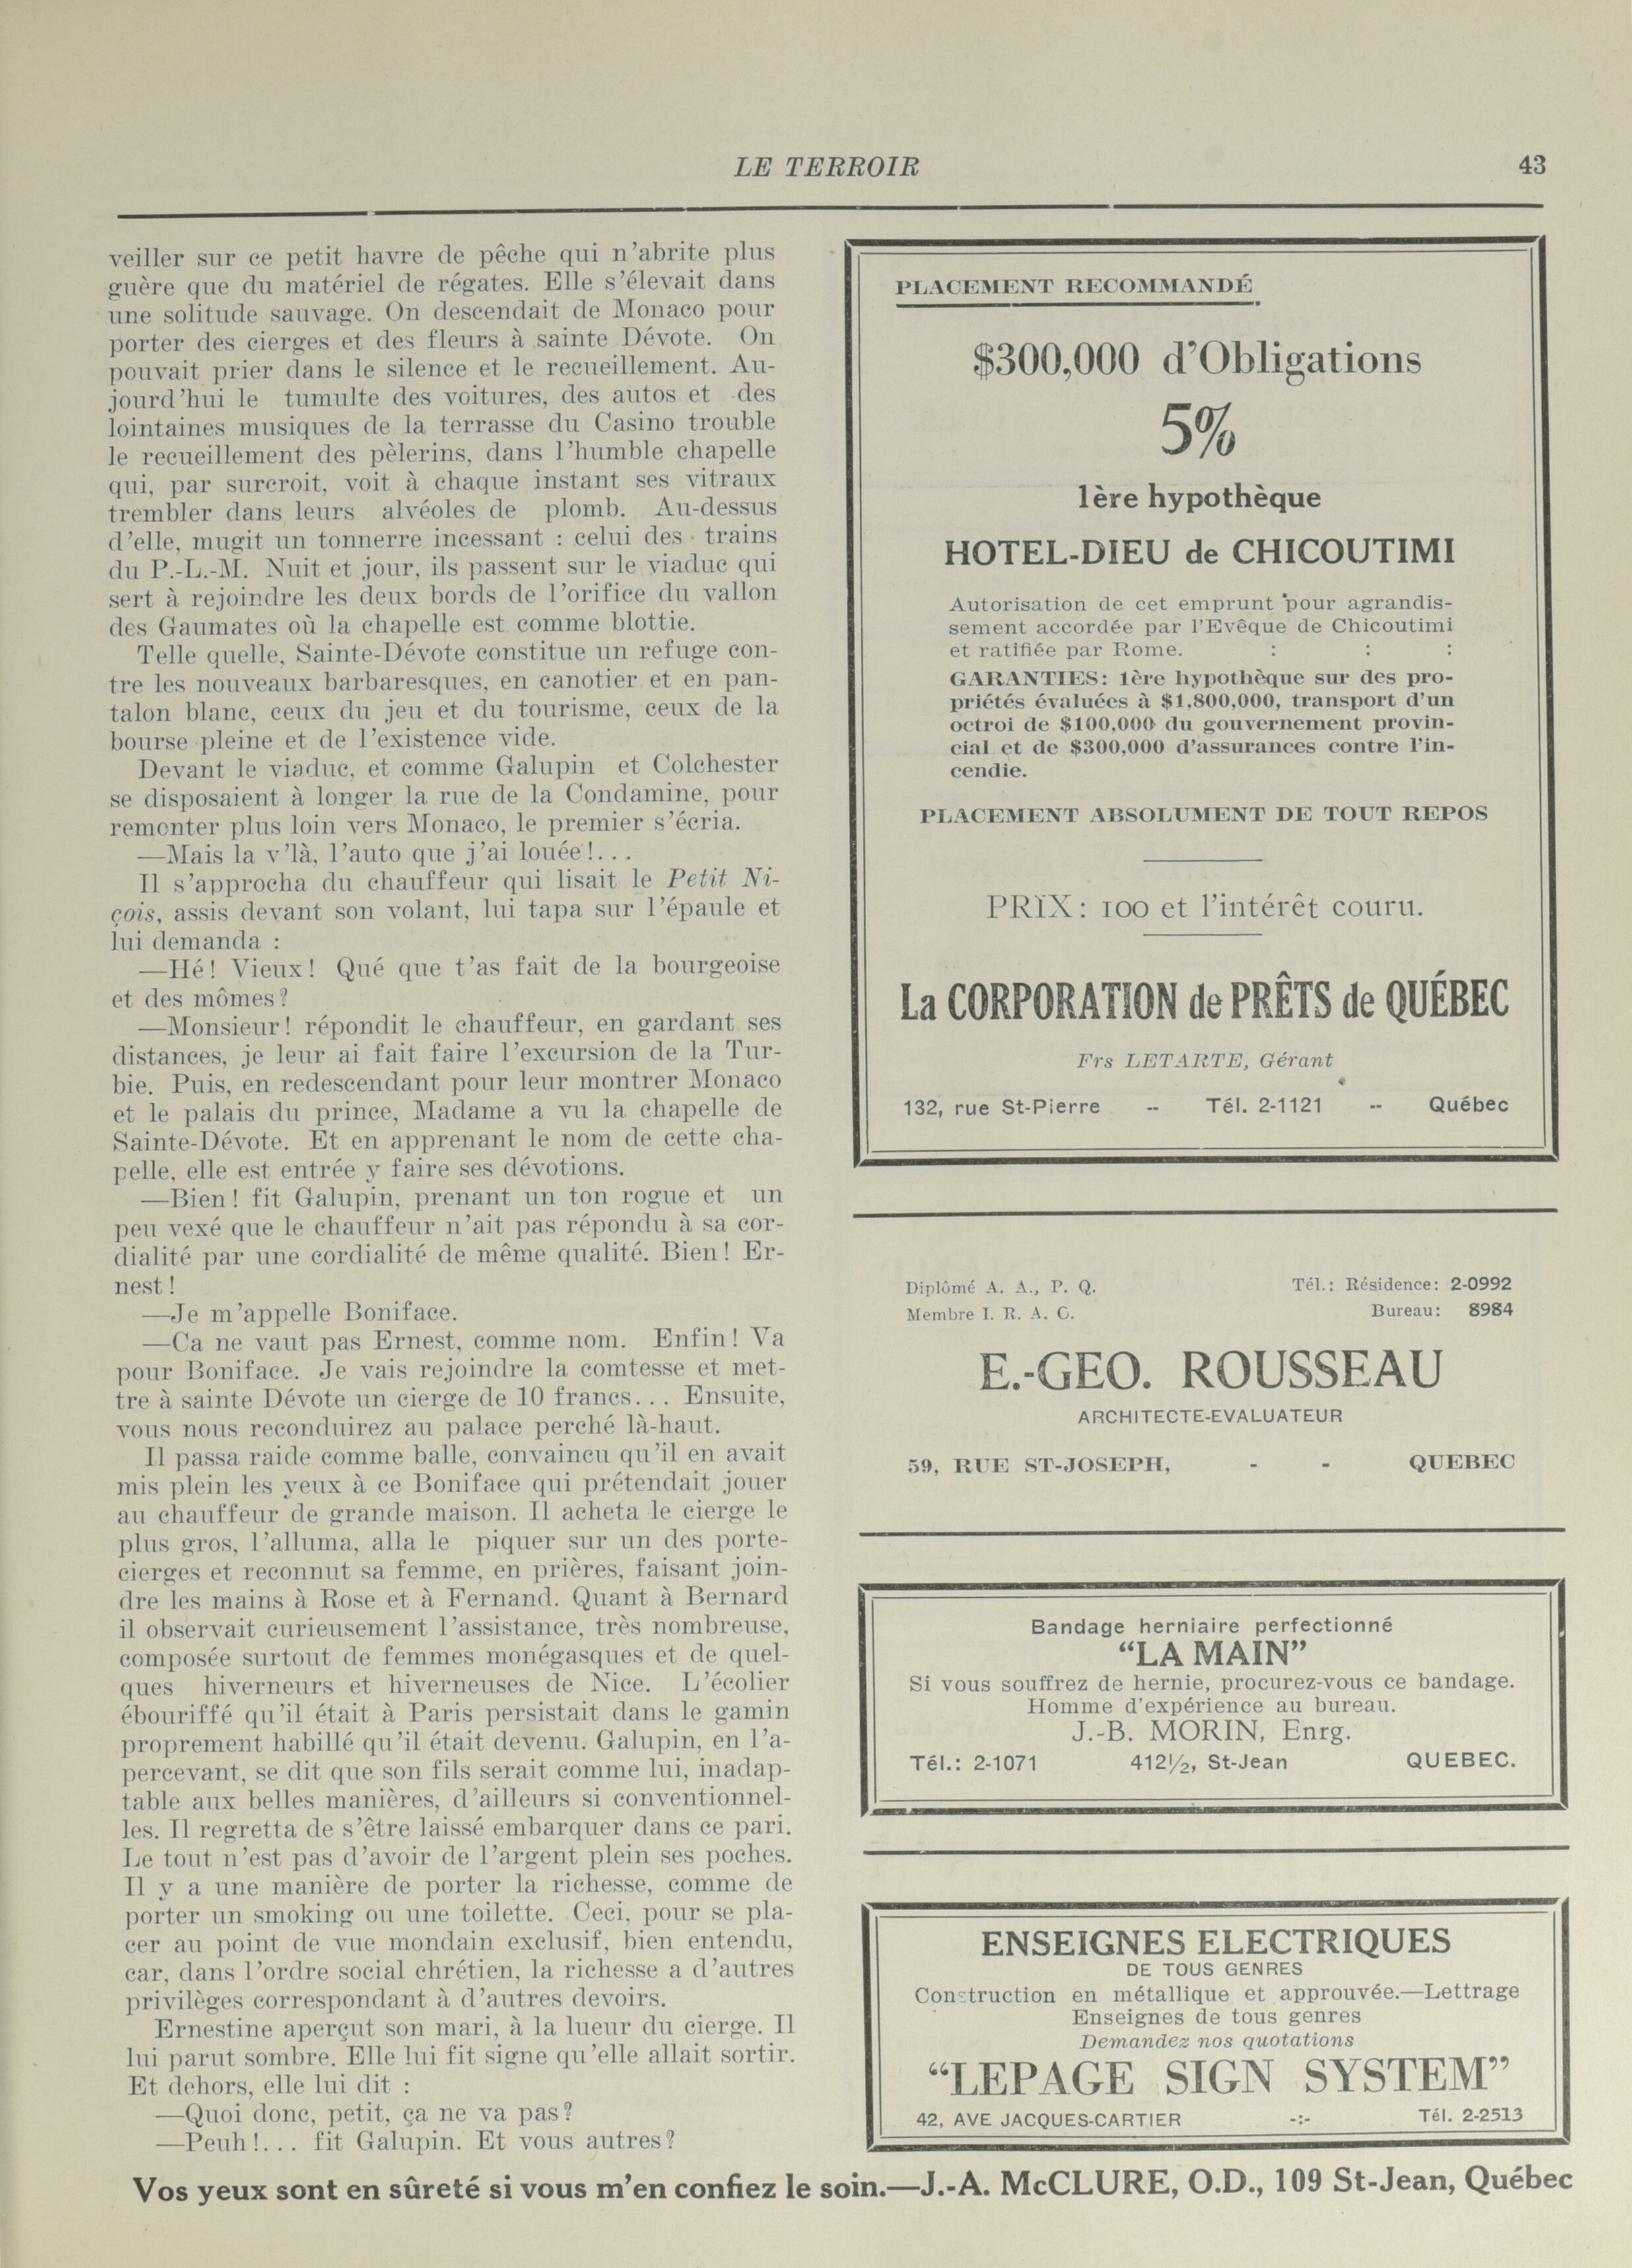 LE TERROIR
43
veiller sur ce petit havre de pêche qui n'abrite plus
guère que du matériel de régates. Elle s'élevait dans
une solitude sauvage. On descendait de Monaco pour
porter des cierges et des fleurs à sainte Dévote. On
pouvait prier dans le silence et le recueillement. Au-
jourd'hui le tumulte des voitures, des autos et des
lointaines musiques de la terrasse du Casino trouble
le recueillement des pèlerins, dans l'humble chapelle
qui, par surcroit, voit à chaque instant ses vitraux
trembler dans leurs alvéoles de plomb. Au-dessus
d'elle, mugit un tonnerre incessant : celui des trains
du P.-L.-M. Nuit et jour, ils passent sur le viaduc qui
sert à rejoindre les deux bords de l'orifice du vallon
des Gaumates où la chapelle est comme blottie.
Telle quelle, Sainte-Dévote constitue un refuge con-
tre les nouveaux barbaresques, en canotier et en pan-
talon blanc, ceux du jeu et du tourisme, ceux de la
bourse pleine et de l'existence vide.
Devant le viaduc, et comme Galupin et Colchester
se disposaient à longer la rue de la Condamine, pour
remonter plus loin vers Monaco, le premier s'écria.
—Mais la v'là, l'auto que j'ai louée!...
Il s'approcha du chauffeur qui lisait le Petit Ni-
çois, assis devant son volant, lui tapa sur l'épaule et
lui demanda :
—Hé! Vieux! Qué que t'as fait de la bourgeoise
et des mômes?
—Monsieur! répondit le chauffeur, en gardant ses
distances, je leur ai fait faire l'excursion de la Tur-
bie. Puis, en redescendant pour leur montrer Monaco
et le palais du prince, Madame a vu la chapelle de
Sainte-Dévote. Et en apprenant le nom de cette cha-
pelle, elle est entrée y faire ses dévotions.
—Bien! fit Galupin, prenant un ton rogue et un
peu vexé que le chauffeur n'ait pas répondu à sa cor-
dialité par une cordialité de même qualité. Bien! Er-
nest!
—Je m'appelle Boniface.
—Ca ne vaut pas Ernest, comme nom. Enfin! Va
pour Boniface. Je vais rejoindre la comtesse et met-
tre à sainte Dévote un cierge de 10 francs... Ensuite,
vous nous reconduirez au palace perché là-haut.
Il passa raide comme balle, convaincu qu'il en avait
mis plein les yeux à ce Boniface qui prétendait jouer
au chauffeur de grande maison. Il acheta le cierge le
plus gros, l'alluma, alla le piquer sur un des porte-
cierges et reconnut sa femme, en prières, faisant join-
dre les mains à Rose et à Fernand. Quant à Bernard
il observait curieusement l'assistance, très nombreuse,
composée surtout de femmes monégasques et de quel-
ques hiverneurs et hiverneuses de Nice. L'écolier
ébouriffé qu'il était à Paris persistait dans le gamin
proprement habillé qu'il était devenu. Galupin, en l'a-
percevant, se dit que son fils serait comme lui, inadap-
table aux belles manières, d'ailleurs si conventionnel-
les. Il regretta de s'être laissé embarquer dans ce pari.
Le tout n'est pas d'avoir de l'argent plein ses poches.
Il y a une manière de porter la richesse, comme de
porter un smoking ou une toilette. Ceci, pour se pla-
cer au point de vue mondain exclusif, bien entendu,
car, dans l'ordre social chrétien, la richesse a d'autres
privilèges correspondant à d'autres devoirs.
Ernestine aperçut son mari, à la lueur du cierge. Il
lui parut sombre. Elle lui fit signe qu'elle allait sortir.
Et dehors, elle lui dit :
—Quoi donc, petit, ça ne va pas?
—Peuh!... fit Galupin. Et vous autres?
PLACEMENT RECOMMANDÉ
$300,000 d'Obligations
5%
1ère hypothèque
HOTEL-DIEU de CHICOUTIMI
Autorisation de cet emprunt pour agrandis-
sement accordée par l'Evêque de Chicoutimi
et ratifiée par Rome. : : :
GARANTIES: 1ère hypothèque sur des pro-
priétés évaluées à $1,800,000, transport d'un
octroi de $100,000 du gouvernement provin-
cial et de $300,000 d'assurances contre l'in-
cendie.
PLACEMENT ABSOLUMENT DE TOUT REPOS
PRIX: 100 et l'intérêt couru.
La CORPORATION de PRÊTS de QUÉBEC
Frs LETARTE, Gérant
132, rue St-Pierre -- Tél. 2-1121 -- Québec
Diplômé A. A., P. Q. Tél.: Résidence: 2-0992
Membre I. R. A. C. Bureau: 8984
E.-GEO. ROUSSEAU
ARCHITECTE-EVALUATEUR
59, RUE ST-JOSEPH, - - QUEBEC
Bandage herniaire perfectionné
"LA MAIN"
Si vous souffrez de hernie, procurez-vous ce bandage.
Homme d'expérience au bureau.
J.-B. MORIN, Enrg.
Tél.: 2-1071 412½, St-Jean QUEBEC.
ENSEIGNES ELECTRIQUES
DE TOUS GENRES
Construction en métallique et approuvée.—Lettrage
Enseignes de tous genres
Demandez nos quotations
"LEPAGE SIGN SYSTEM"
42, AVE JACQUES-CARTIER -:- Tél. 2-2513
Vos yeux sont en sûreté si vous m'en confiez le soin.—J.-A. McCLURE, O.D., 109 St-Jean, Québec